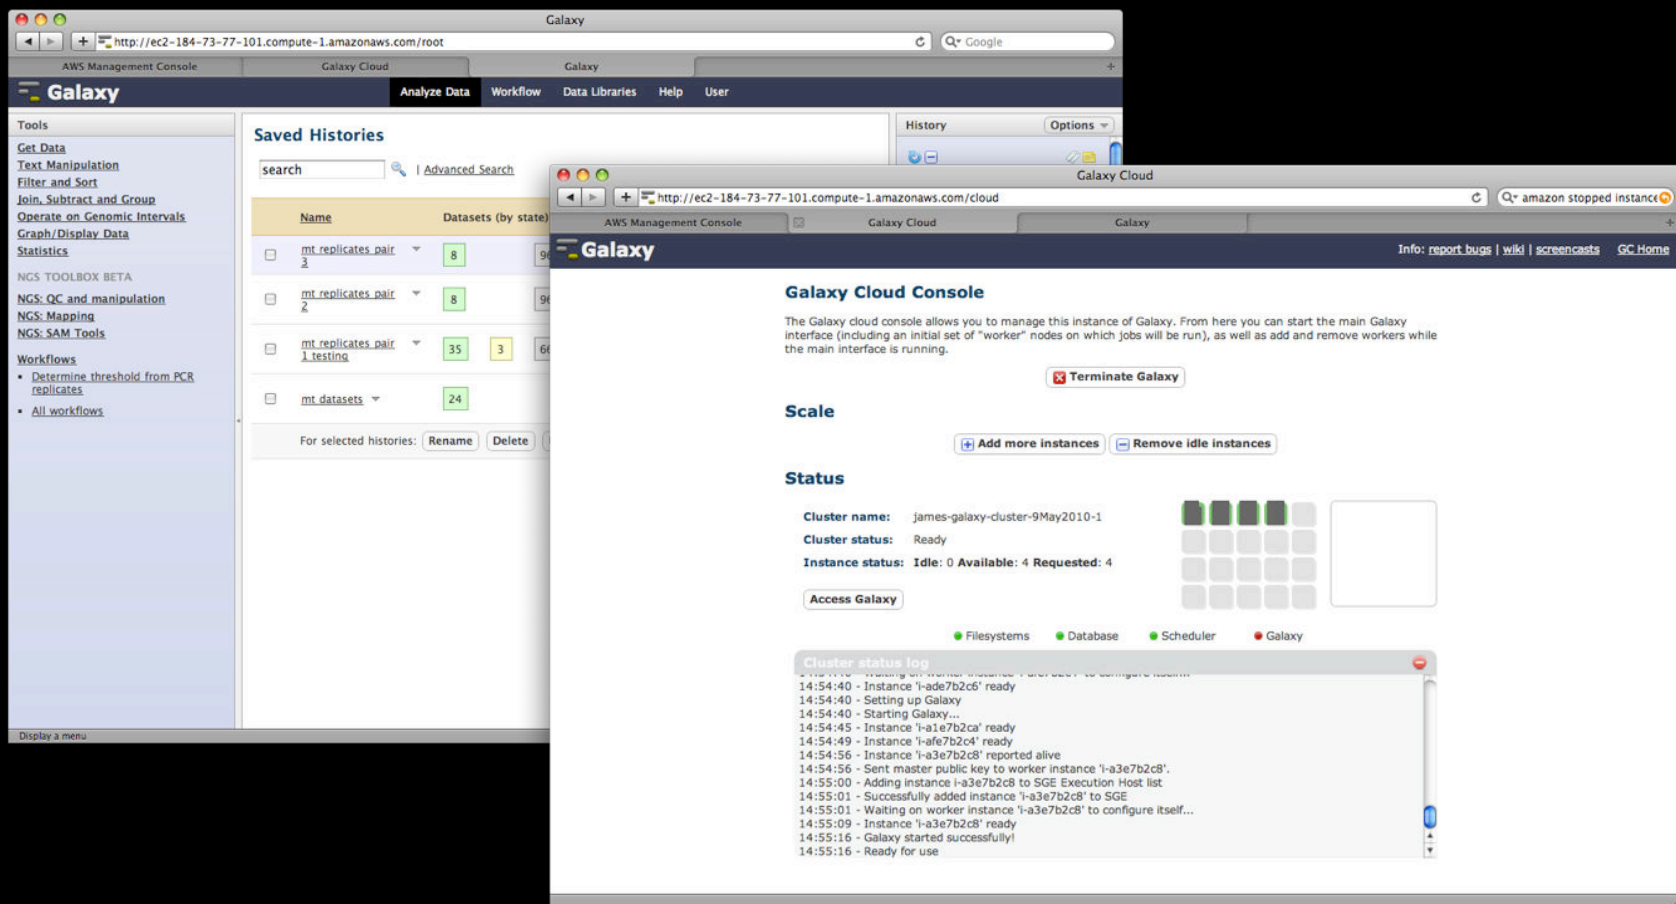 Galaxy
http://ec2-184-73-77-101.compute-1.amazonaws.com/root
Google
AWS Management Console
Galaxy Cloud
Galaxy
Galaxy
Analyze Data
Workflow
Data Libraries
Help
User
Tools
Get Data
Text Manipulation
Filter and Sort
Join, Subtract and Group
Operate on Genomic Intervals
Graph/Display Data
Statistics
NGS TOOLBOX BETA
NGS: QC and manipulation
NGS: Mapping
NGS: SAM Tools
Workflows
Determine threshold from PCR
replicates
All workflows
Saved Histories
search
| Advanced Search
Name
Datasets (by state)
mt replicates pair
3
8
mt replicates pair
2
8
mt replicates pair
1 testing
35
3
mt datasets
24
For selected histories:
Rename
Delete
History
Options
Display a menu
Galaxy Cloud
http://ec2-184-73-77-101.compute-1.amazonaws.com/cloud
amazon stopped instance
AWS Management Console
Galaxy Cloud
Galaxy
Galaxy
Info: report bugs | wiki | screencasts
GC Home
Galaxy Cloud Console
The Galaxy cloud console allows you to manage this instance of Galaxy. From here you can start the main Galaxy
interface (including an initial set of "worker" nodes on which jobs will be run), as well as add and remove workers while
the main interface is running.
Terminate Galaxy
Scale
Add more instances
Remove idle instances
Status
Cluster name: james-galaxy-cluster-9May2010-1
Cluster status: Ready
Instance status: Idle: 0 Available: 4 Requested: 4
Access Galaxy
Filesystems
Database
Scheduler
Galaxy
Cluster status log
14:54:40 - Instance 'i-ade7b2c6' ready
14:54:40 - Setting up Galaxy
14:54:40 - Starting Galaxy...
14:54:45 - Instance 'i-a1e7b2ca' ready
14:54:49 - Instance 'i-afe7b2c4' ready
14:54:56 - Instance 'i-a3e7b2c8' reported alive
14:54:56 - Sent master public key to worker instance 'i-a3e7b2c8'.
14:55:00 - Adding instance i-a3e7b2c8 to SGE Execution Host list
14:55:01 - Successfully added instance 'i-a3e7b2c8' to SGE
14:55:01 - Waiting on worker instance 'i-a3e7b2c8' to configure itself...
14:55:09 - Instance 'i-a3e7b2c8' ready
14:55:16 - Galaxy started successfully!
14:55:16 - Ready for use